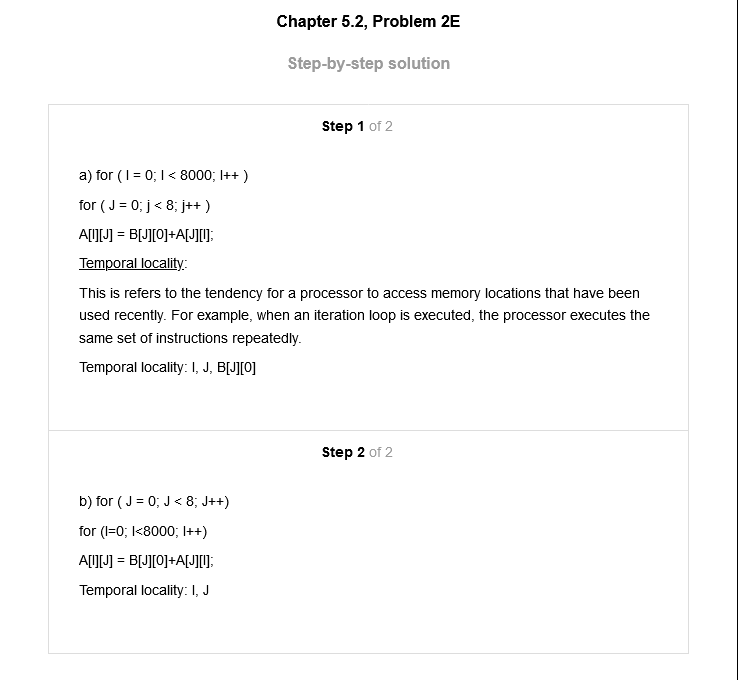 Chapter 5.2, Problem 2E
Step-by-step solution
Step 1 of 2
a) for ( I = 0; I < 8000; I++ )
for ( J = 0; j < 8; j++ )
A[I][J] = B[J][0]+A[J][I];
Temporal locality:
This is refers to the tendency for a processor to access memory locations that have been
used recently. For example, when an iteration loop is executed, the processor executes the
same set of instructions repeatedly.
Temporal locality: I, J, B[J][0]
Step 2 of 2
b) for ( J = 0; J < 8; J++)
for (I=0; I<8000; I++)
A[I][J] = B[J][0]+A[J][I];
Temporal locality: I, J